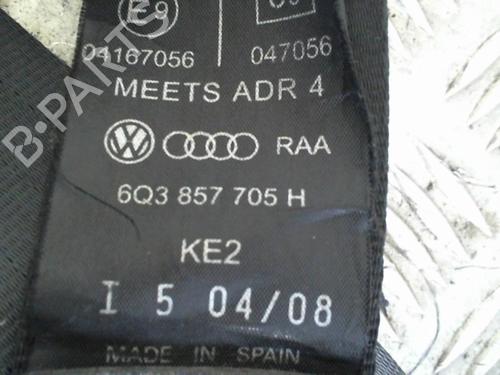 E9
04167056 047056
MEETS ADR 4
RAA
6Q3 857 705 H
KE2
I 5 04/08
MADE IN SPAIN
B-PARTS